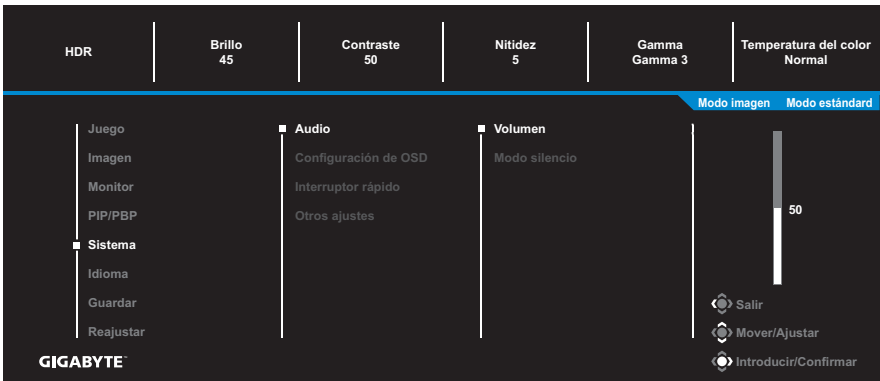 HDR
Brillo
45
Contraste
50
Nitidez
5
Gamma
Gamma 3
Temperatura del color
Normal
Modo imagen Modo estándard
Juego
Imagen
Monitor
PIP/PBP
Sistema
Idioma
Guardar
Reajustar
Audio
Configuración de OSD
Interruptor rápido
Otros ajustes
Volumen
Modo silencio
50
Salir
Mover/Ajustar
Introducir/Confirmar
GIGABYTE™